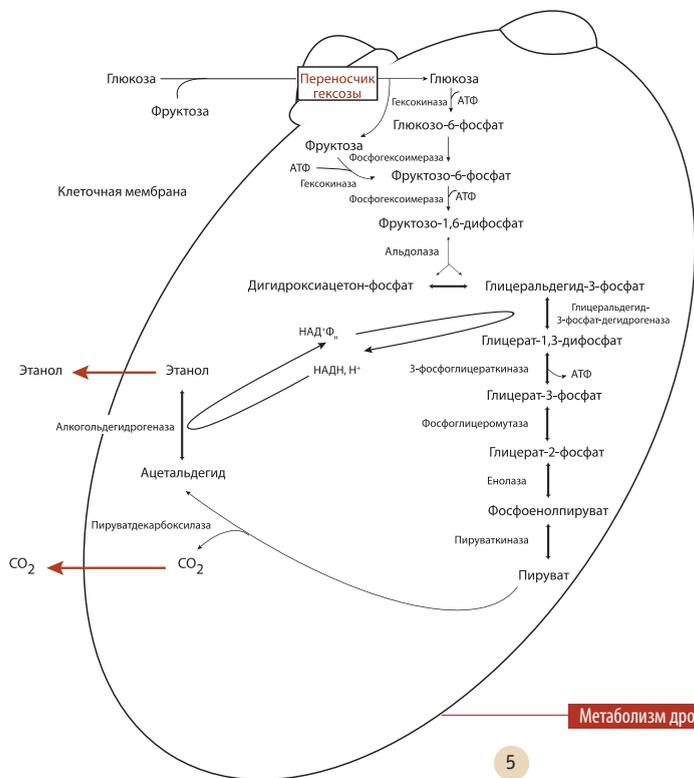 Глюкоза
Переносчик
гексозы
Глюкоза
Фруктоза
Гексокиназа
АТФ
Глюкозо-6-фосфат
Фруктоза
Фосфогексоимераза
АТФ
Гексокиназа
Фруктозо-6-фосфат
Клеточная мембрана
Фосфогексоимераза
АТФ
Фруктозо-1,6-дифосфат
Альдолаза
Дигидроксиацетон-фосфат
Глицеральдегид-3-фосфат
Глицеральдегид-
3-фосфат-дегидрогеназа
НАД⁺Ф
Глицерат-1,3-дифосфат
Этанол
Этанол
НАДН, Н⁺
3-фосфоглицераткиназа
АТФ
Глицерат-3-фосфат
Алкогольдегидрогеназа
Фосфоглицеромутаза
Глицерат-2-фосфат
Ацетальдегид
Енолаза
Фосфоенолпируват
Пируватдекарбоксилаза
Пируваткиназа
CO₂
CO₂
Пируват
Метаболизм дро
5